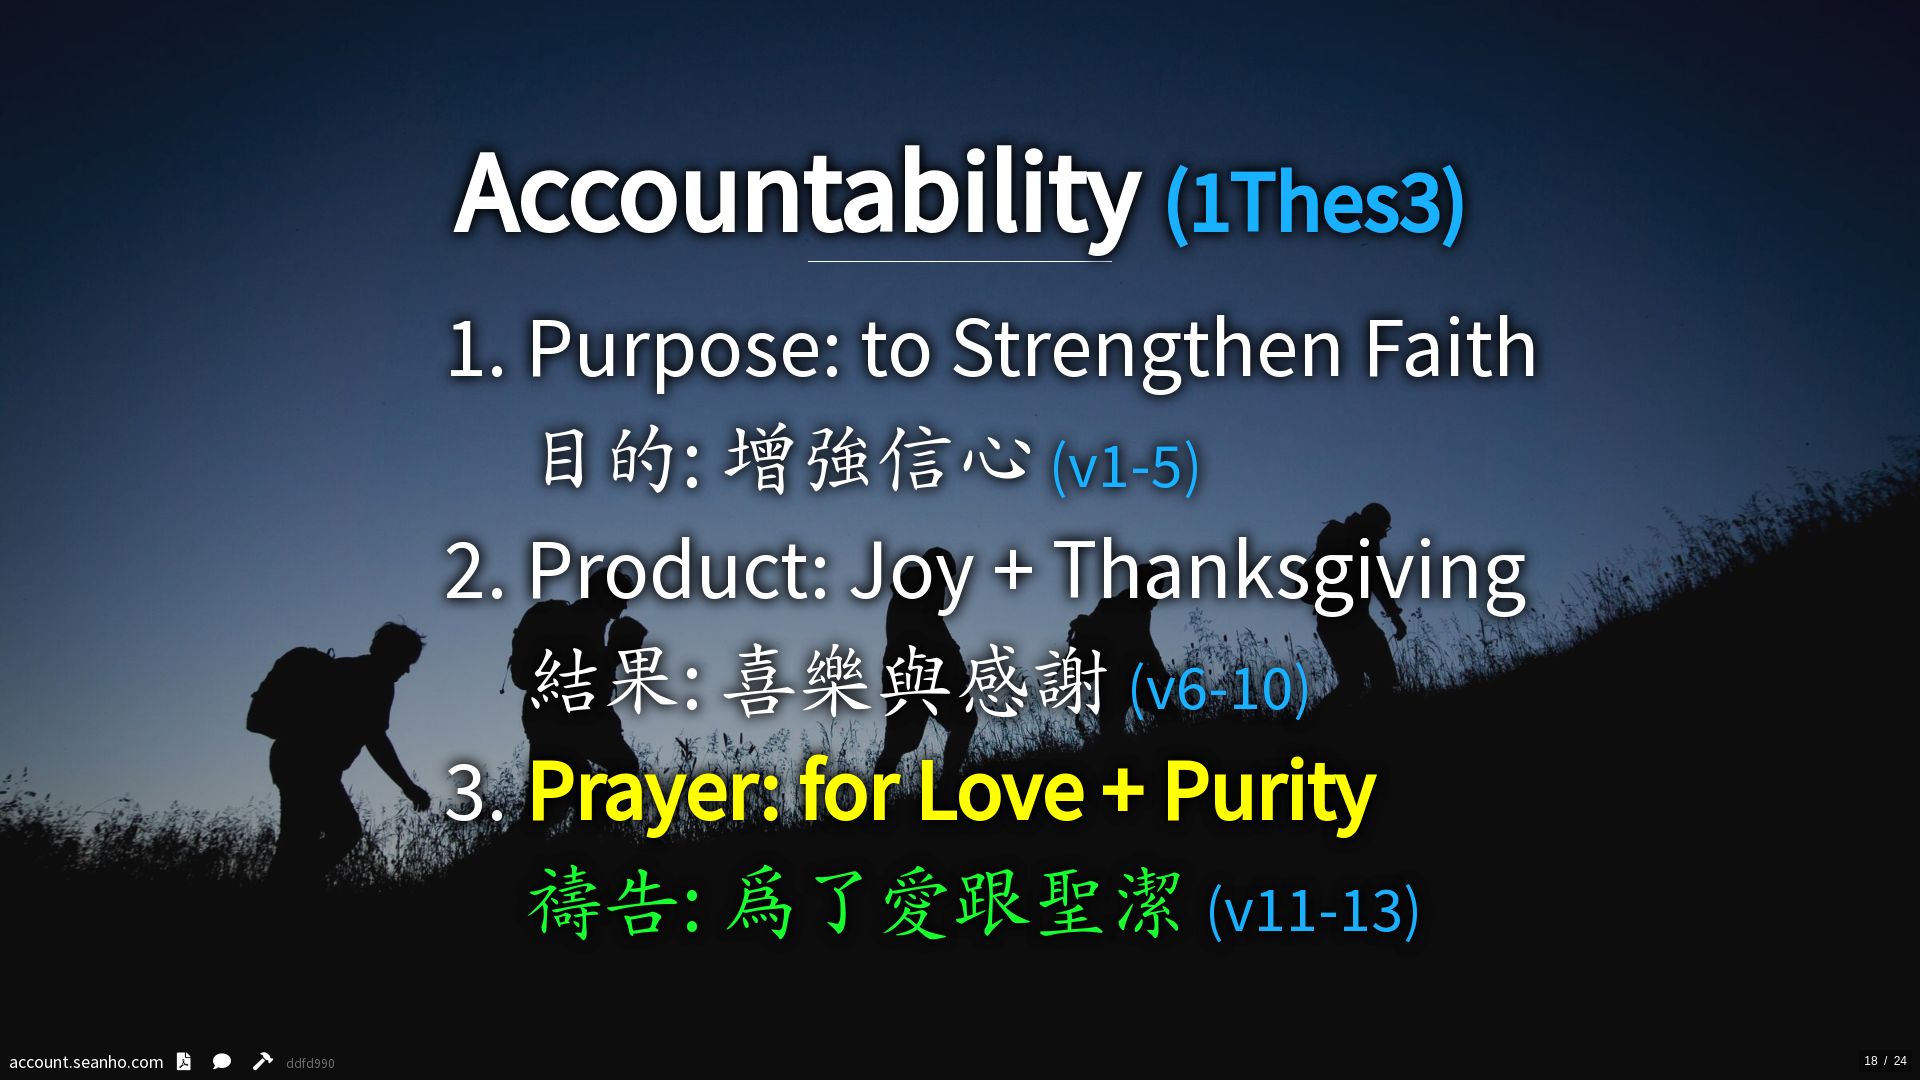 Accountability (1Thes3)
1. Purpose: to Strengthen Faith
目的: 增強信心 (v1-5)
2. Product: Joy + Thanksgiving
結果: 喜樂與感謝 (v6-10)
3. Prayer: for Love + Purity
禱告: 爲了愛跟聖潔 (v11-13)
account.seanho.com ddfd990
18 / 24